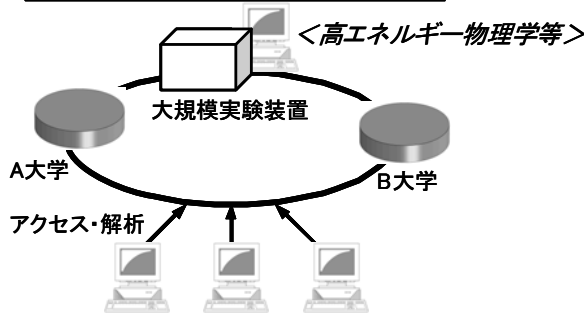 ＜高エネルギー物理学等＞
大規模実験装置
A大学
B大学
アクセス・解析